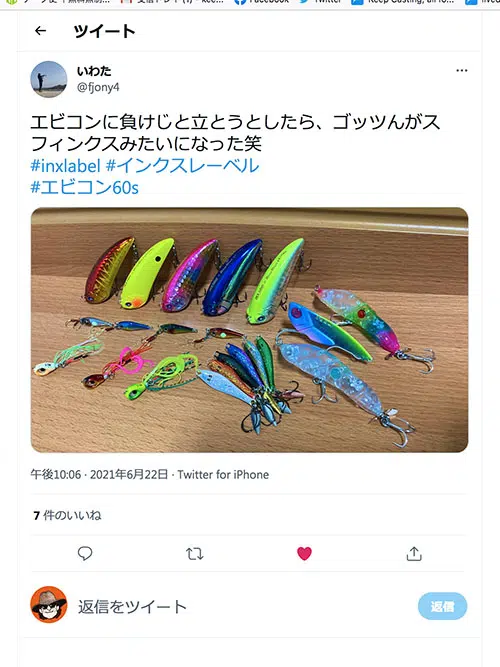 Facebook
Twitter
ツイート
いわた
@fjony4
エビコンに負けじと立とうとしたら、ゴッツんがス
フィンクスみたいになった笑
#inxlabel #インクスレーベル
#エビコン60s
午後10:06 · 2021年6月22日 · Twitter for iPhone
7 件のいいね
返信をツイート
返信